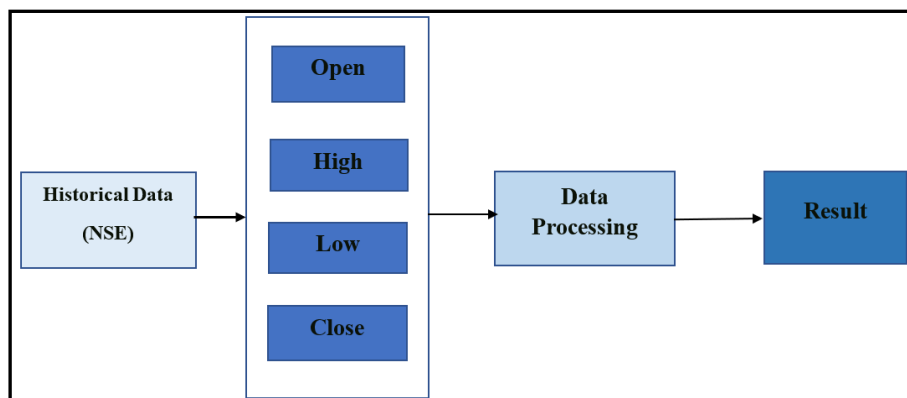 Historical Data
(NSE)
Open
High
Low
Close
Data
Processing
Result